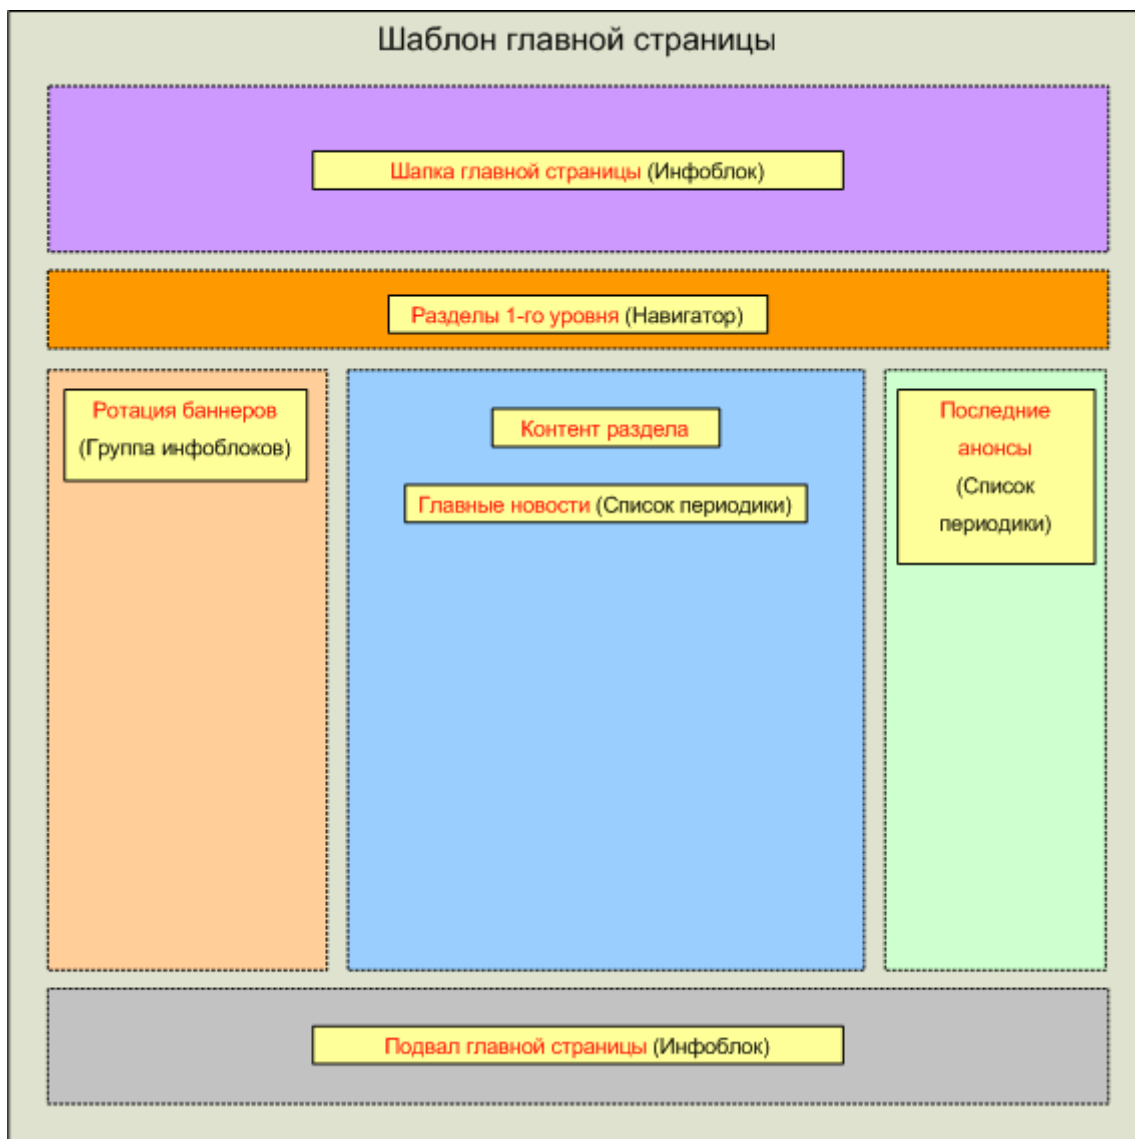 Шаблон главной страницы
Шапка главной страницы (Инфоблок)
Разделы 1-го уровня (Навигатор)
Ротация баннеров
(Группа инфоблоков)
Контент раздела
Главные новости (Список периодики)
Последние
анонсы
(Список
периодики)
Подвал главной страницы (Инфоблок)